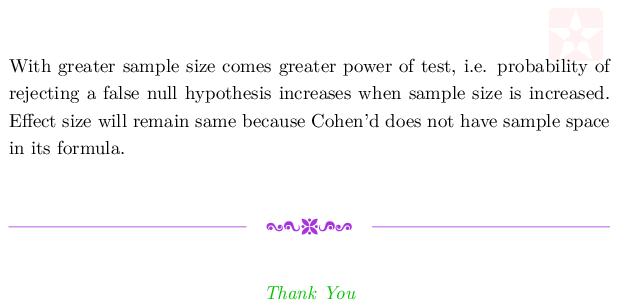 With greater sample size comes greater power of test, i.e. probability of
rejecting a false null hypothesis increases when sample size is increased.
Effect size will remain same because Cohen'd does not have sample space
in its formula.
Thank You